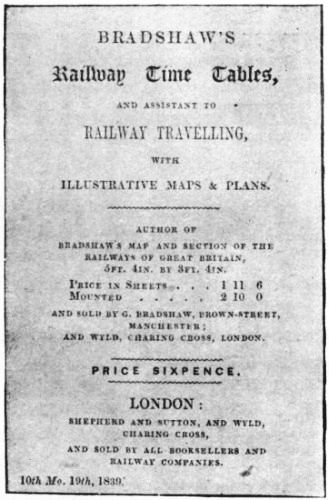 BRADSHAW'S
Railway Time Tables,
AND ASSISTANT TO
RAILWAY TRAVELLING,
WITH
ILLUSTRATIVE MAPS & PLANS.
AUTHOR OF
BRADSHAW'S MAP AND SECTION OF THE
RAILWAYS OF GREAT BRITAIN,
5FT. 4IN. BY 3FT. 4IN.
PRICE IN SHEETS . . . 1 11 6
MOUNTED . . . . . 2 10 0
AND SOLD BY G. BRADSHAW, BROWN-STREET,
MANCHESTER;
AND WYLD, CHARING CROSS, LONDON.
PRICE SIXPENCE.
LONDON:
SHEPHERD AND SUTTON, AND WYLD,
CHARING CROSS,
AND SOLD BY ALL BOOKSELLERS AND
RAILWAY COMPANIES.
10th Mo. 19th, 1839.